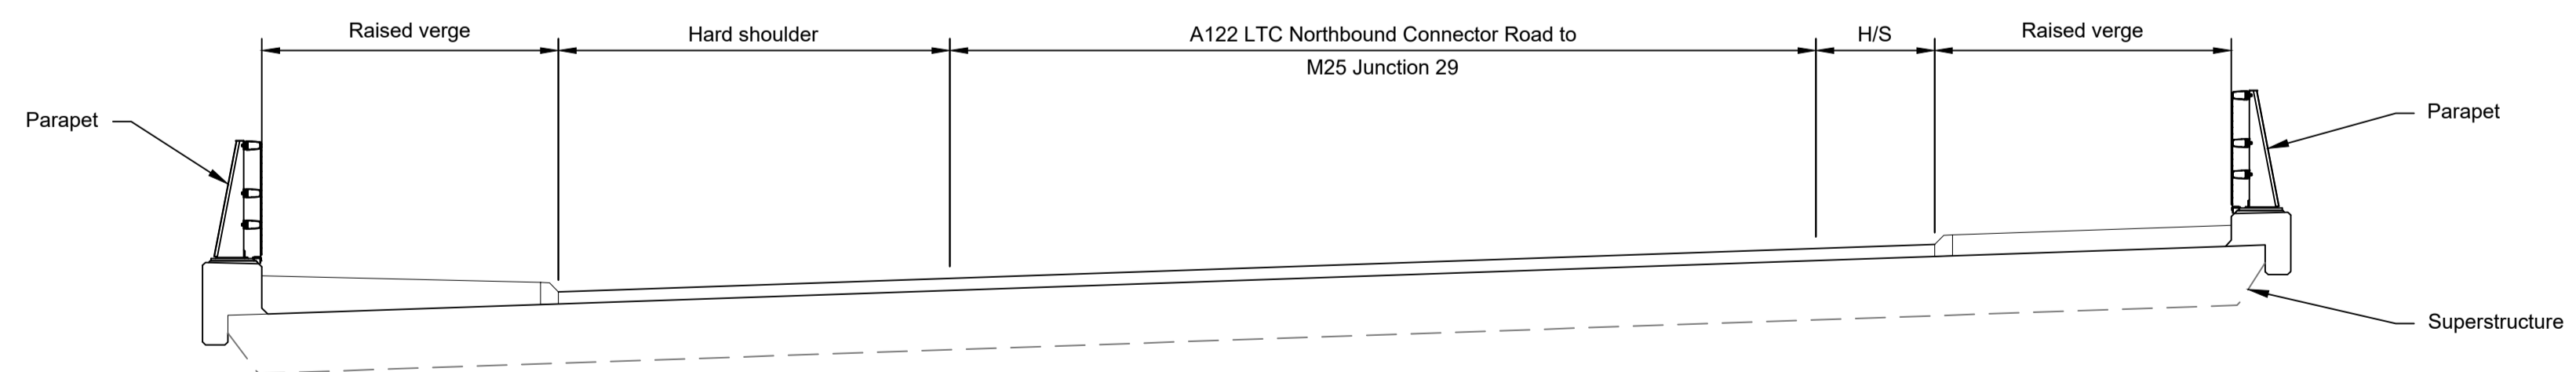 Raised verge
Hard shoulder
A122 LTC Northbound Connector Road to
M25 Junction 29
H/S
Raised verge
Parapet
Parapet
Superstructure